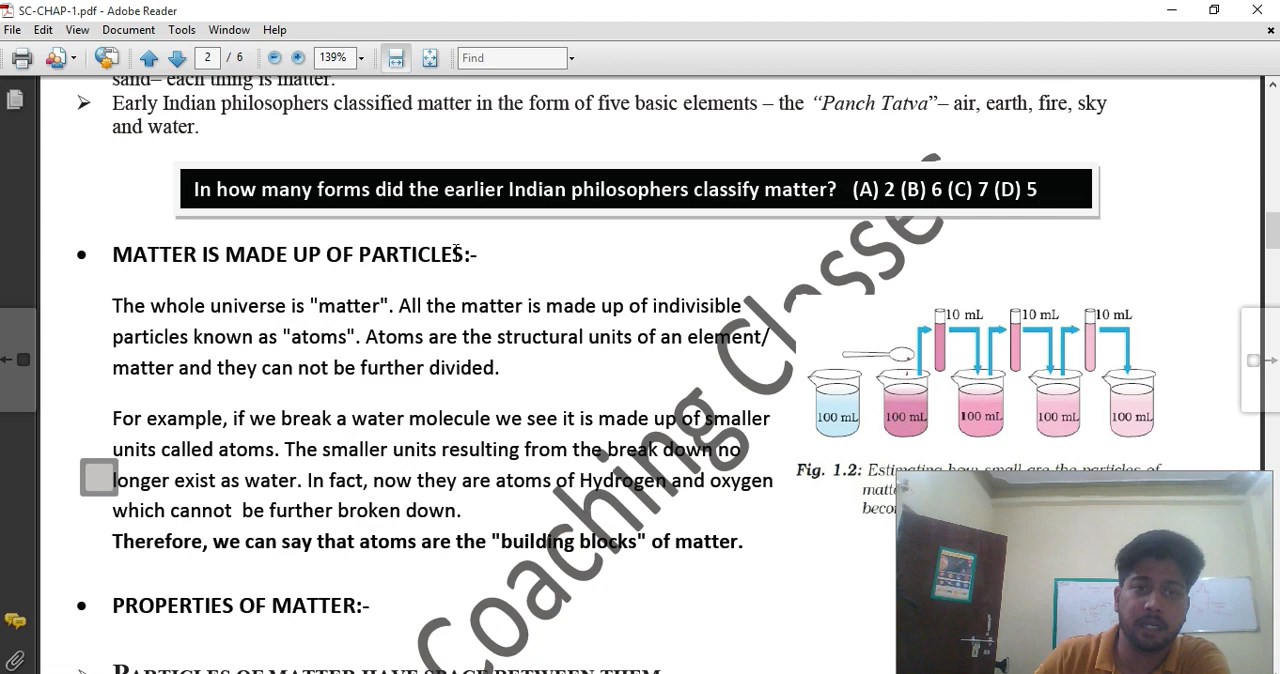 SC-CHAP-1.pdf - Adobe Reader
File Edit View Document Tools Window Help
2 / 6 139% Find
sand– each thing is matter.
Early Indian philosophers classified matter in the form of five basic elements – the “Panch Tatva”– air, earth, fire, sky
and water.
In how many forms did the earlier Indian philosophers classify matter? (A) 2 (B) 6 (C) 7 (D) 5
MATTER IS MADE UP OF PARTICLES:-
The whole universe is "matter". All the matter is made up of indivisible
particles known as "atoms". Atoms are the structural units of an element/
matter and they can not be further divided.
For example, if we break a water molecule we see it is made up of smaller
units called atoms. The smaller units resulting from the break down no
longer exist as water. In fact, now they are atoms of Hydrogen and oxygen
which cannot be further broken down.
Therefore, we can say that atoms are the "building blocks" of matter.
10 mL 10 mL 10 mL
100 mL 100 mL 100 mL 100 mL 100 mL
Fig. 1.2: Estimating how small are the particles of
PROPERTIES OF MATTER:-
PARTICLES OF MATTER HAVE SPACE BETWEEN THEM
Coaching Classes